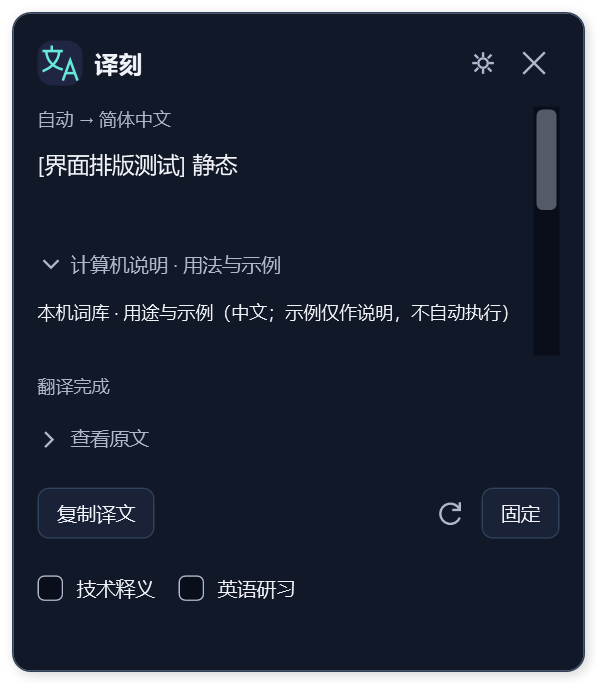 文A 译刻
自动 → 简体中文
[界面排版测试] 静态
计算机说明 · 用法与示例
本机词库 · 用途与示例（中文；示例仅作说明，不自动执行）
翻译完成
查看原文
复制译文
固定
技术释义
英语研习